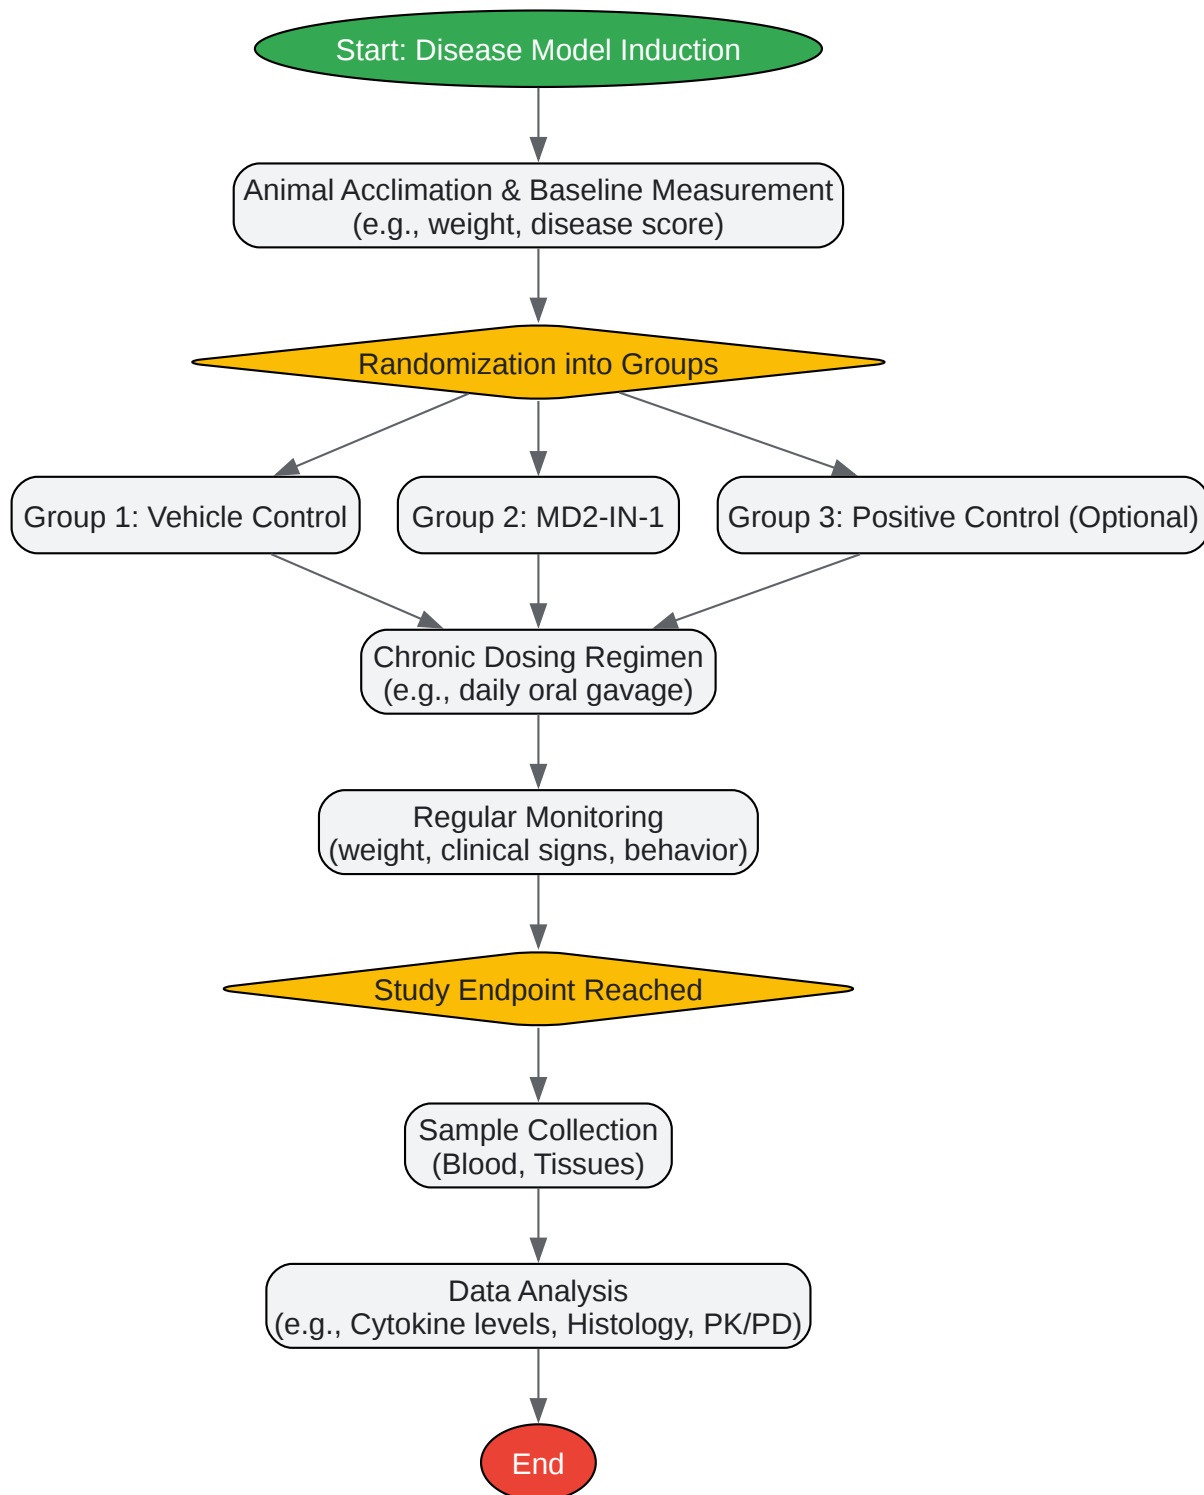 Start: Disease Model Induction
Animal Acclimation & Baseline Measurement
(e.g., weight, disease score)
Randomization into Groups
Group 1: Vehicle Control
Group 2: MD2-IN-1
Group 3: Positive Control (Optional)
Chronic Dosing Regimen
(e.g., daily oral gavage)
Regular Monitoring
(weight, clinical signs, behavior)
Study Endpoint Reached
Sample Collection
(Blood, Tissues)
Data Analysis
(e.g., Cytokine levels, Histology, PK/PD)
End